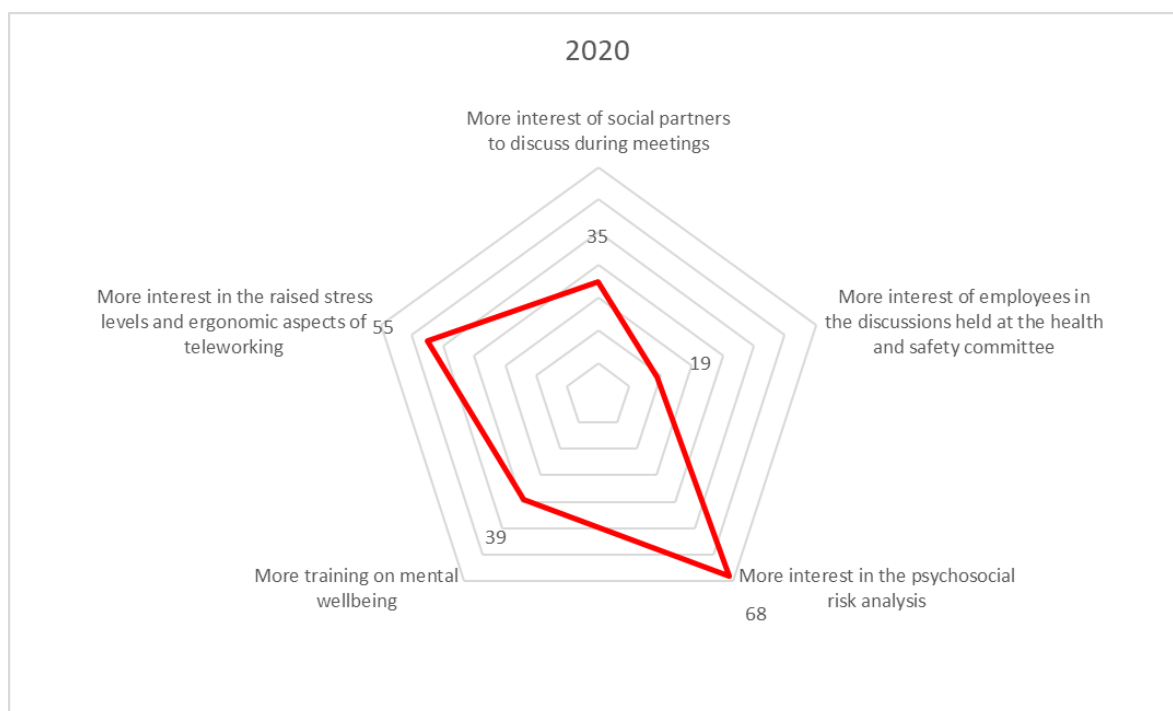 2020
More interest of social partners
to discuss during meetings
35
More interest of employees in
the discussions held at the health
and safety committee
19
More interest in the psychosocial
risk analysis
68
More training on mental
wellbeing
39
More interest in the raised stress
levels and ergonomic aspects of
teleworking
55